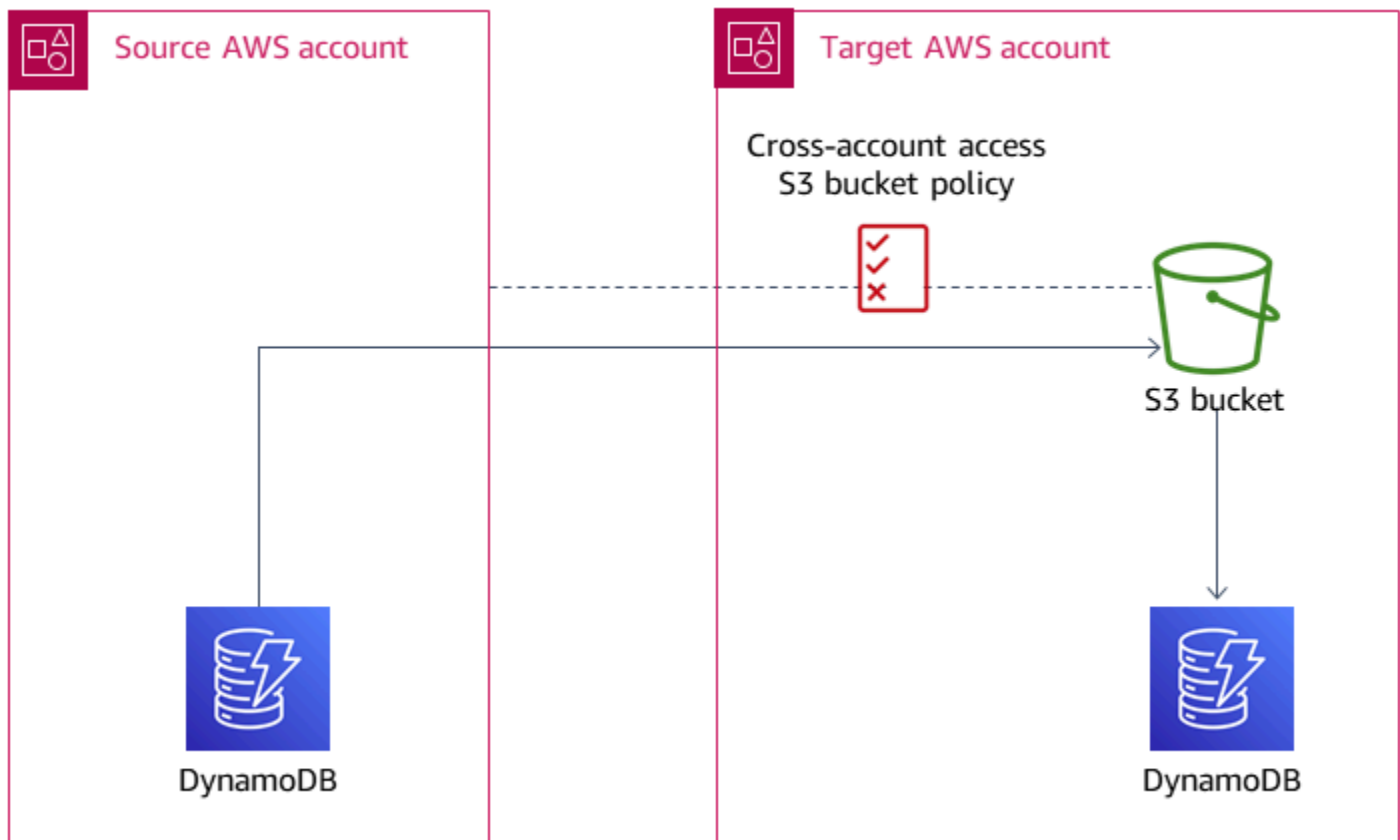 Source AWS account
Target AWS account
Cross-account access
S3 bucket policy
S3 bucket
DynamoDB
DynamoDB